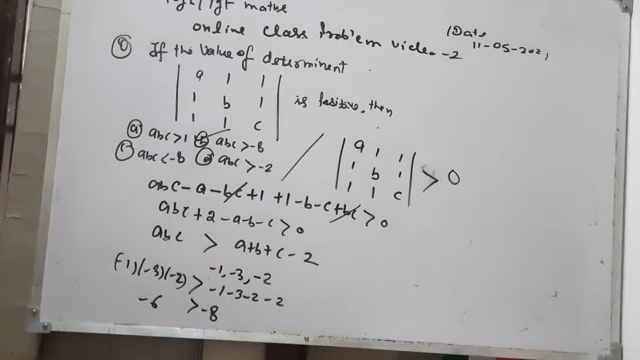 maths
online class Problem video-2
(Date
11-05-2021
⑧ If the value of determinent
| a 1 1 |
| 1 b 1 | is Positive, then
| 1 1 c |
ⓐ abc>1 ⓑ abc>-8
ⓒ abc<-8 ⓓ abc>-2
| a 1 1 |
| 1 b 1 | > 0
| 1 1 c |
abc - a - bc + 1 + 1 - b - c + bc > 0
abc + 2 - a - b - c > 0
abc > a + b + c - 2
-1, -3, -2
(-1)(-3)(-2) > -1-3-2-2
-6 > -8